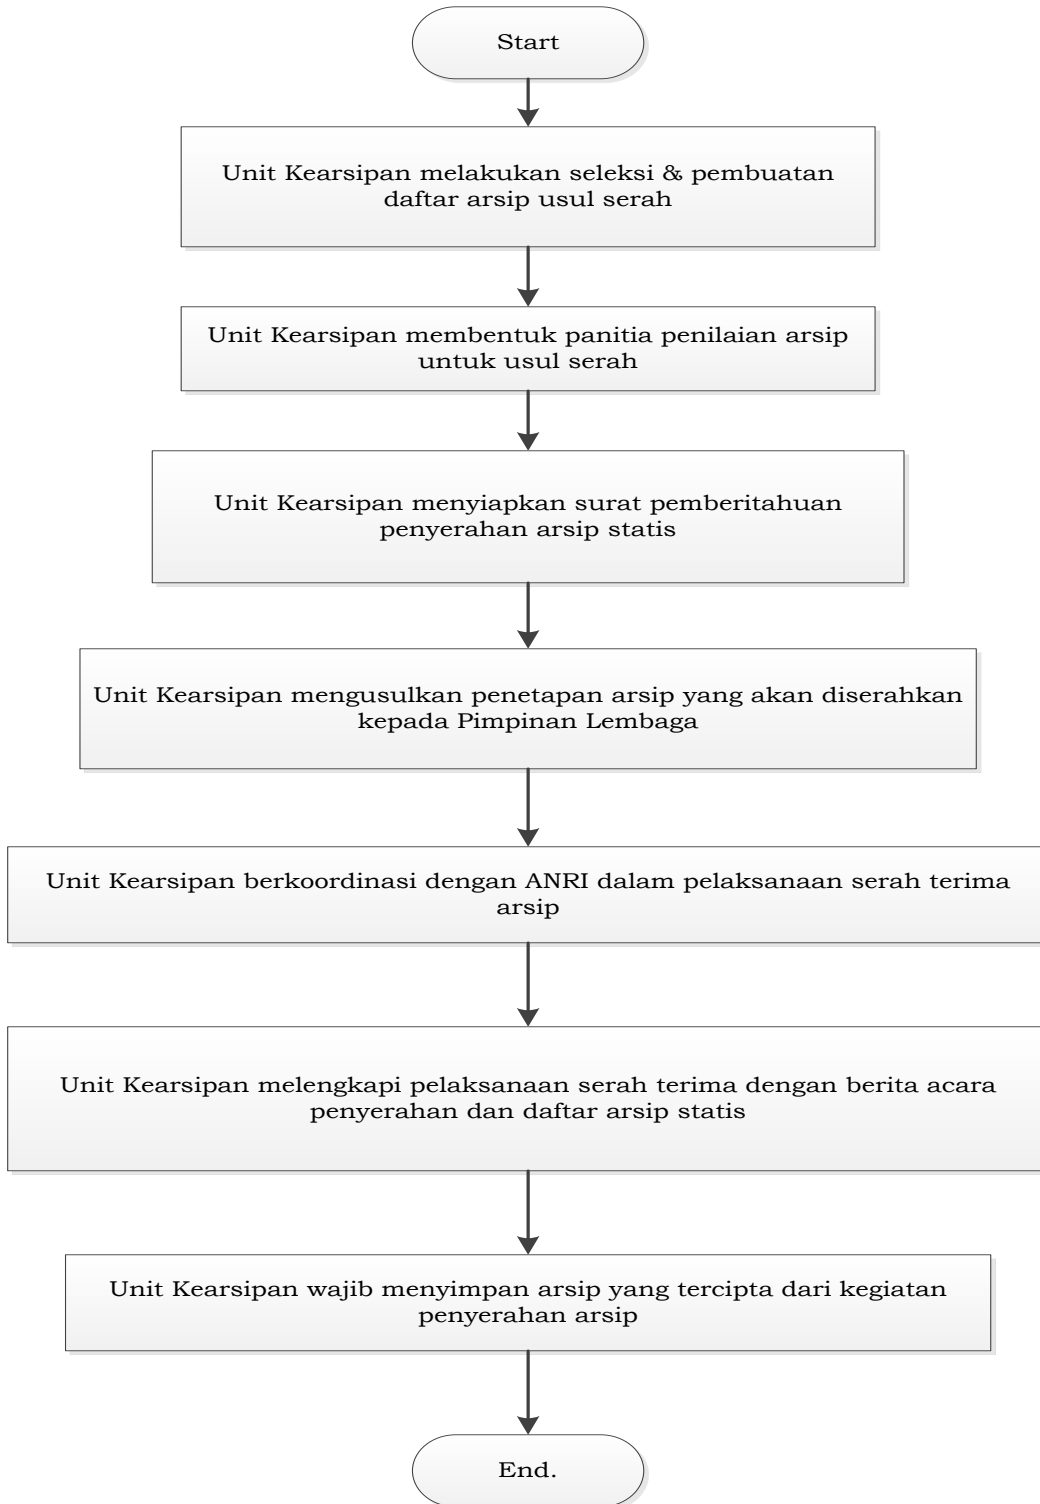 Start
Unit Kearsipan melakukan seleksi & pembuatan
daftar arsip usul serah
Unit Kearsipan membentuk panitia penilaian arsip
untuk usul serah
Unit Kearsipan menyiapkan surat pemberitahuan
penyerahan arsip statis
Unit Kearsipan mengusulkan penetapan arsip yang akan diserahkan
kepada Pimpinan Lembaga
Unit Kearsipan berkoordinasi dengan ANRI dalam pelaksanaan serah terima
arsip
Unit Kearsipan melengkapi pelaksanaan serah terima dengan berita acara
penyerahan dan daftar arsip statis
Unit Kearsipan wajib menyimpan arsip yang tercipta dari kegiatan
penyerahan arsip
End.